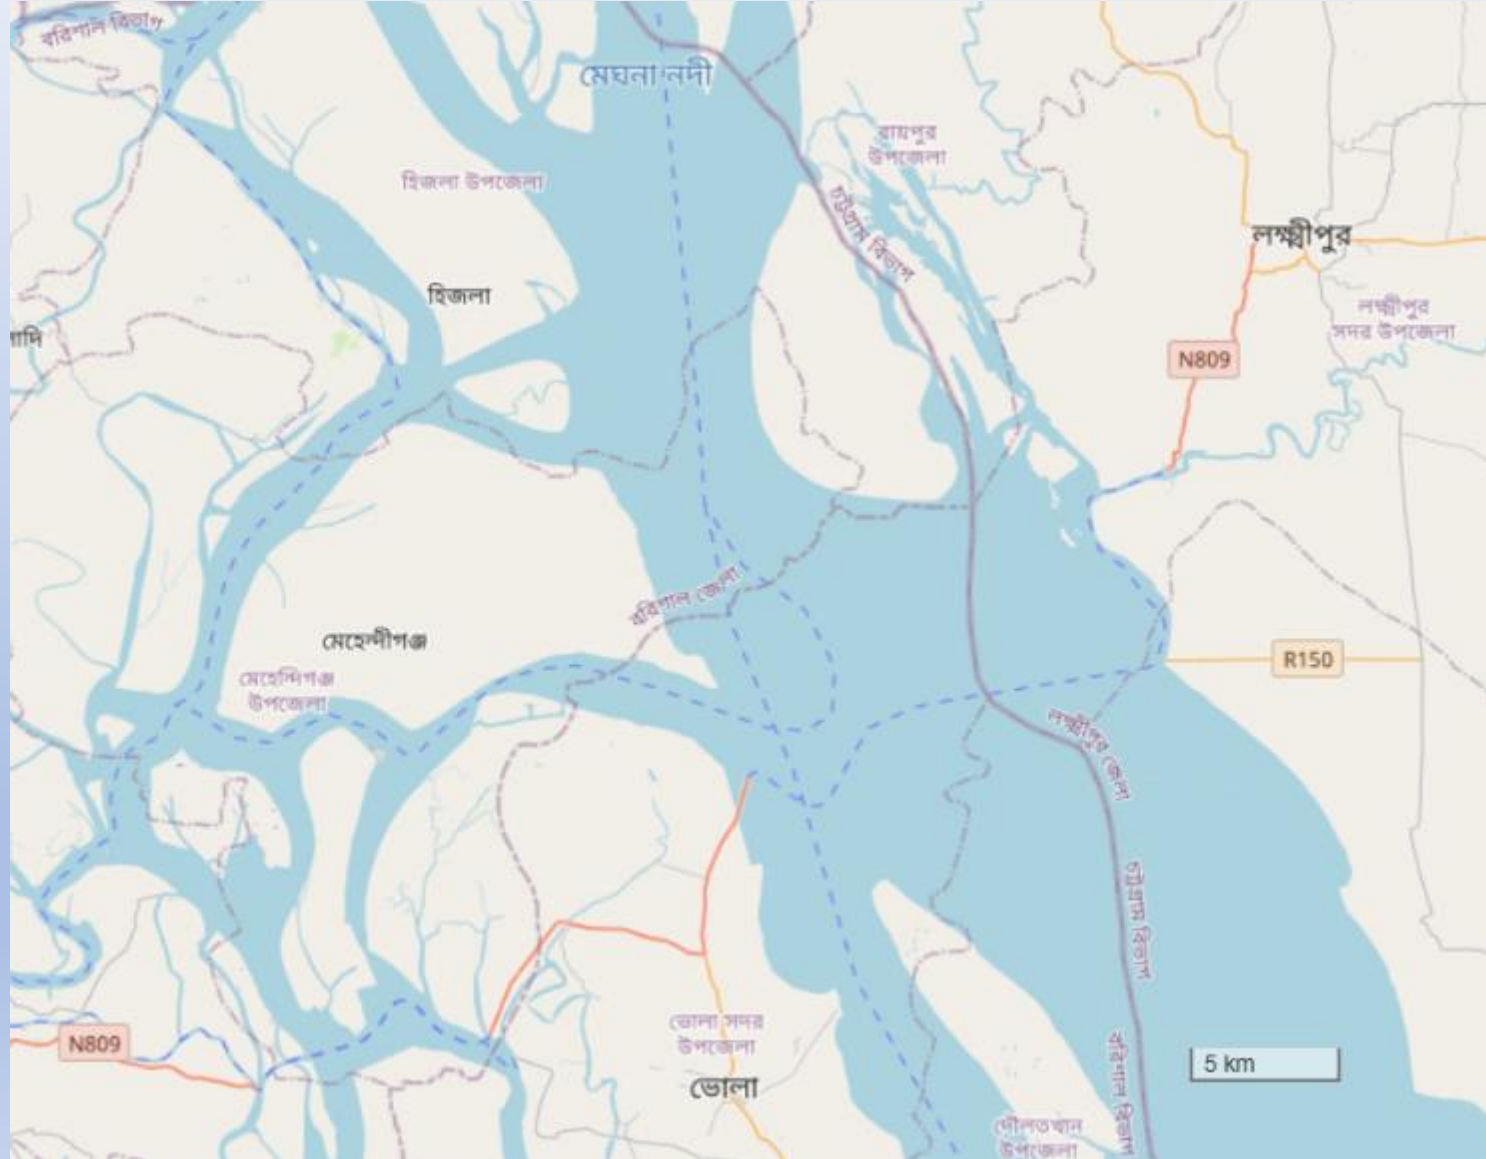 বরিশাল বিভাগ
মেঘনা নদী
রায়পুর
উপজেলা
হিজলা উপজেলা
চট্টগ্রাম বিভাগ
লক্ষ্মীপুর
হিজলা
লক্ষ্মীপুর
সদর উপজেলা
াদি
N809
বরিশাল জেলা
মেহেন্দীগঞ্জ
R150
মেহেন্দিগঞ্জ
উপজেলা
লক্ষ্মীপুর জেলা
চট্টগ্রাম বিভাগ
ভোলা সদর
উপজেলা
N809
5 km
ভোলা
বরিশাল বিভাগ
দৌলতখান
উপজেলা